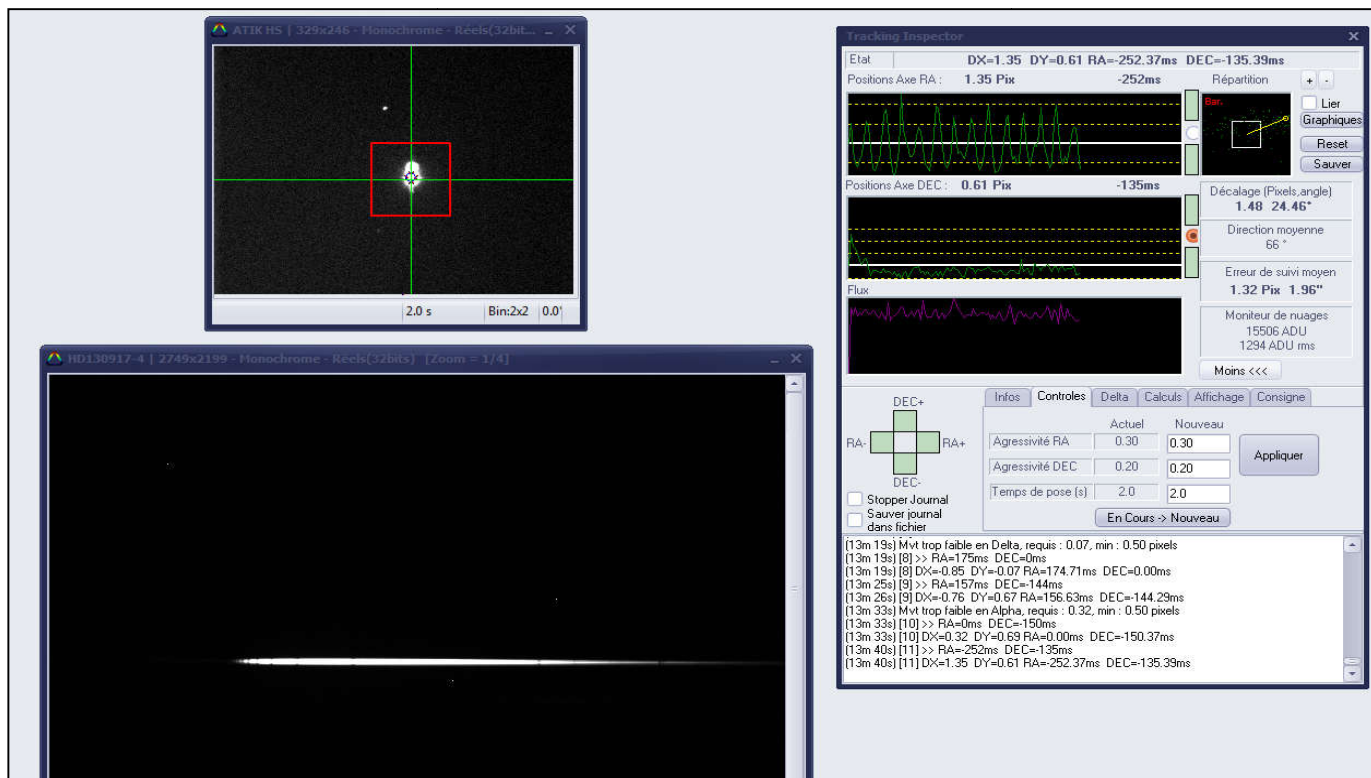 ATIK HS | 329x246 - Monochrome - Réels(32bit...
2.0 s Bin:2x2 0.0'
HD130917-4 | 2749x2199 - Monochrome - Réels(32bits) [Zoom = 1/4]
Tracking Inspector
Etat DX=1.35 DY=0.61 RA=-252.37ms DEC=-135.39ms
Positions Axe RA : 1.35 Pix -252ms Répartition + -
Bar.
Lier
Graphiques
Reset
Sauver
Positions Axe DEC : 0.61 Pix -135ms
Décalage (Pixels,angle)
1.48 24.46°
Direction moyenne
66 °
Erreur de suivi moyen
1.32 Pix 1.96"
Flux
Moniteur de nuages
15506 ADU
1294 ADU rms
Moins <<<
DEC+
RA- RA+
DEC-
Stopper Journal
Sauver journal
dans fichier
Infos Controles Delta Calculs Affichage Consigne
Actuel Nouveau
Agressivité RA 0.30 0.30
Agressivité DEC 0.20 0.20
Temps de pose (s) 2.0 2.0
Appliquer
En Cours -> Nouveau
(13m 19s) Mvt trop faible en Delta, requis : 0.07, min : 0.50 pixels
(13m 19s) [8] >> RA=175ms DEC=0ms
(13m 19s) [8] DX=-0.85 DY=-0.07 RA=174.71ms DEC=0.00ms
(13m 25s) [9] >> RA=157ms DEC=-144ms
(13m 26s) [9] DX=-0.76 DY=0.67 RA=156.63ms DEC=-144.29ms
(13m 33s) Mvt trop faible en Alpha, requis : 0.32, min : 0.50 pixels
(13m 33s) [10] >> RA=0ms DEC=-150ms
(13m 33s) [10] DX=0.32 DY=0.69 RA=0.00ms DEC=-150.37ms
(13m 40s) [11] >> RA=-252ms DEC=-135ms
(13m 40s) [11] DX=1.35 DY=0.61 RA=-252.37ms DEC=-135.39ms